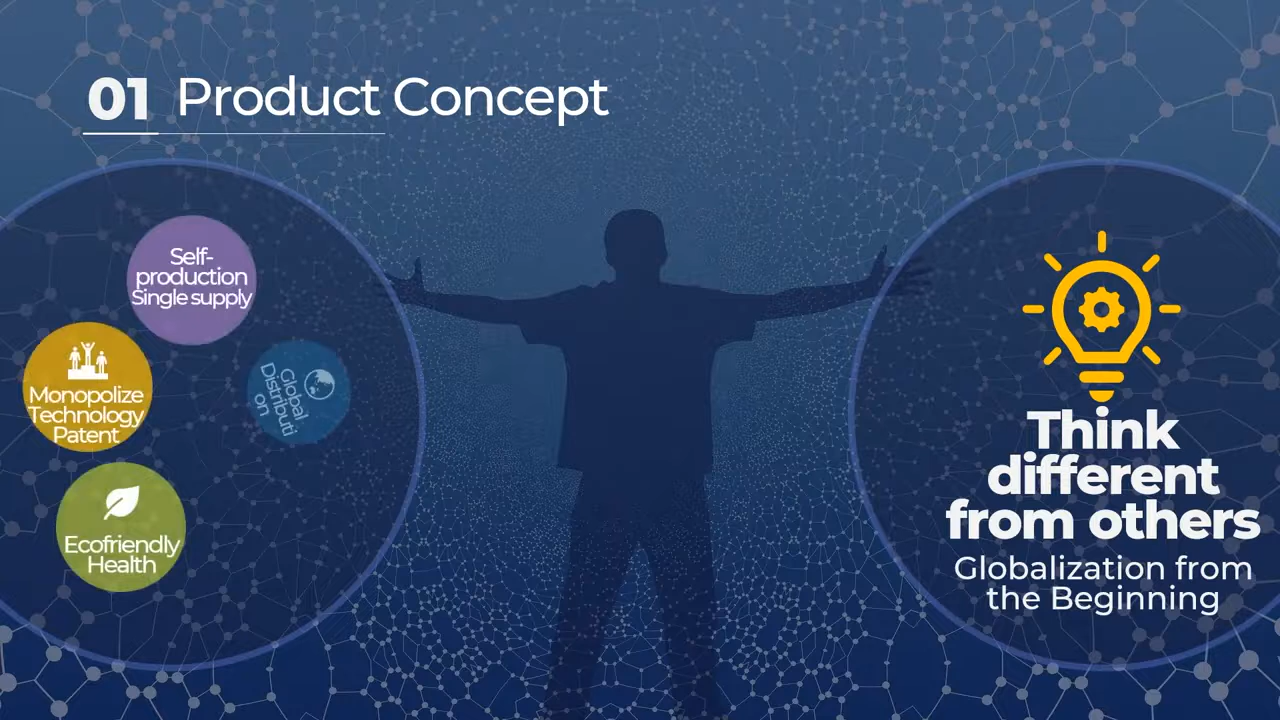 01 Product Concept
Self-
production
Single supply
Monopolize
Technology
Patent
Global
Distributi
on
Ecofriendly
Health
Think
different
from others
Globalization from
the Beginning